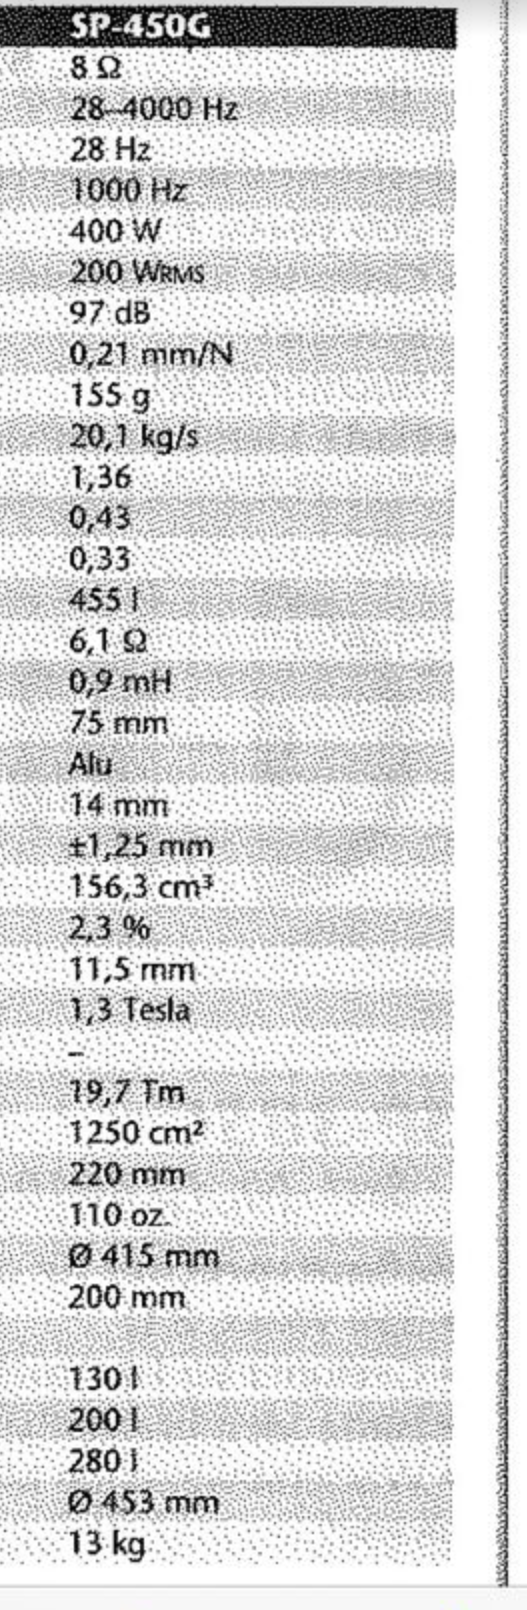 SP-450G
8 Ω
28–4000 Hz
28 Hz
1000 Hz
400 W
200 WRMS
97 dB
0,21 mm/N
155 g
20,1 kg/s
1,36
0,43
0,33
455 l
6,1 Ω
0,9 mH
75 mm
Alu
14 mm
±1,25 mm
156,3 cm³
2,3 %
11,5 mm
1,3 Tesla
–
19,7 Tm
1250 cm²
220 mm
110 oz.
Ø 415 mm
200 mm
130 l
200 l
280 l
Ø 453 mm
13 kg